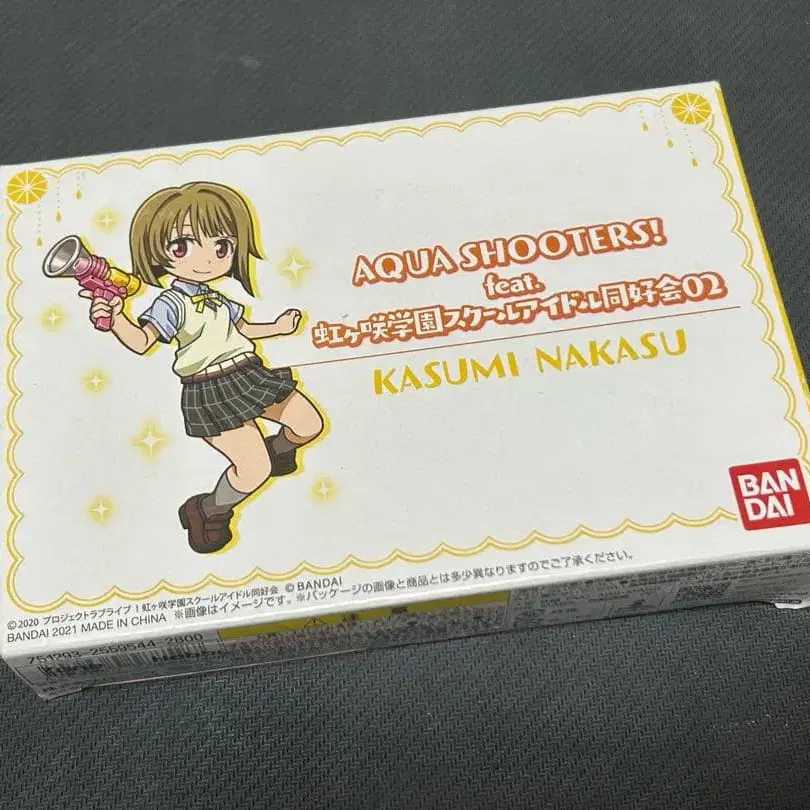 AQUA SHOOTERS!
feat.
虹ヶ咲学園スクールアイドル同好会02
KASUMI NAKASU
BAN
DAI
©2020 プロジェクトラブライブ！虹ヶ咲学園スクールアイドル同好会 ©BANDAI
BANDAI 2021 MADE IN CHINA ※画像はイメージです。※パッケージの画像と商品とは多少異なりますのでご了承ください。
751293-2559544 2800
注意